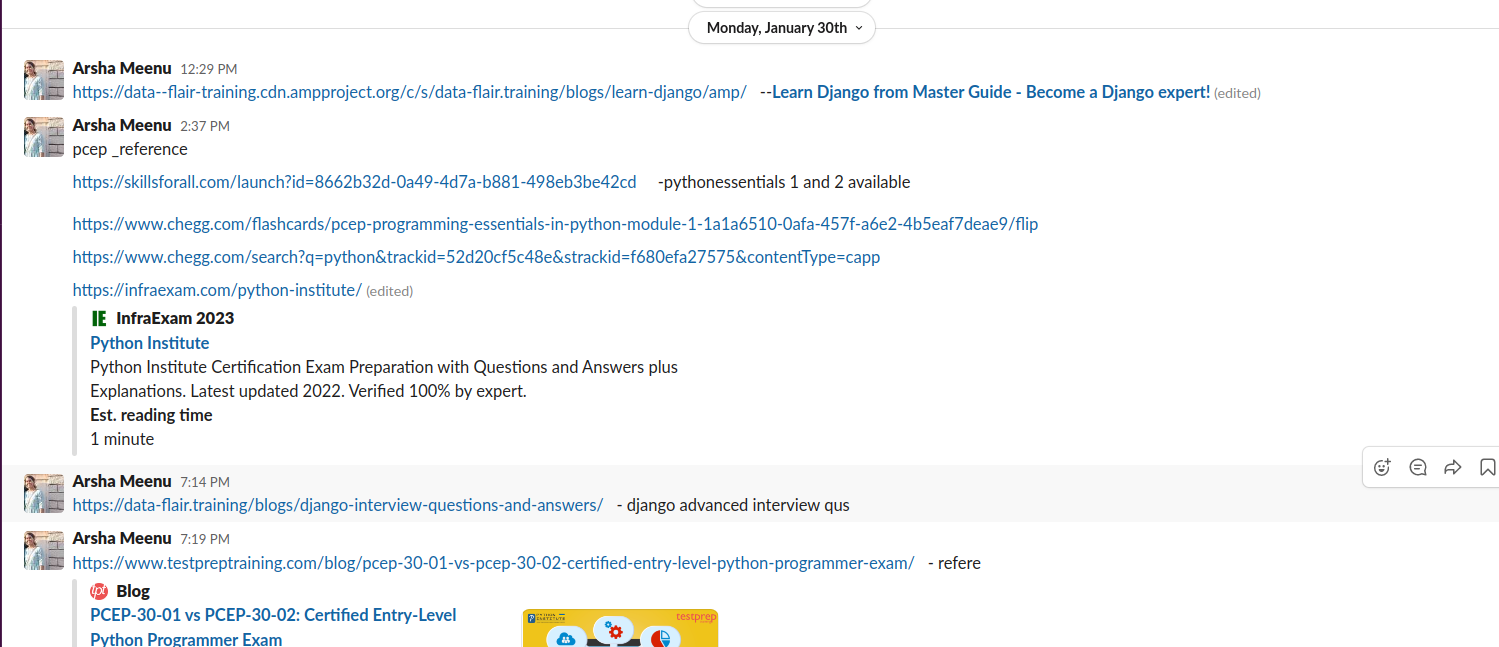 Monday, January 30th
Arsha Meenu 12:29 PM
https://data--flair-training.cdn.ampproject.org/c/s/data-flair.training/blogs/learn-django/amp/ --Learn Django from Master Guide - Become a Django expert! (edited)
Arsha Meenu 2:37 PM
pcep _reference
https://skillsforall.com/launch?id=8662b32d-0a49-4d7a-b881-498eb3be42cd -pythonessentials 1 and 2 available
https://www.chegg.com/flashcards/pcep-programming-essentials-in-python-module-1-1a1a6510-0afa-457f-a6e2-4b5eaf7deae9/flip
https://www.chegg.com/search?q=python&trackid=52d20cf5c48e&strackid=f680efa27575&contentType=capp
https://infraexam.com/python-institute/ (edited)
IE InfraExam 2023
Python Institute
Python Institute Certification Exam Preparation with Questions and Answers plus
Explanations. Latest updated 2022. Verified 100% by expert.
Est. reading time
1 minute
Arsha Meenu 7:14 PM
https://data-flair.training/blogs/django-interview-questions-and-answers/ - django advanced interview qus
Arsha Meenu 7:19 PM
https://www.testpreptraining.com/blog/pcep-30-01-vs-pcep-30-02-certified-entry-level-python-programmer-exam/ - refere
tpt Blog
PCEP-30-01 vs PCEP-30-02: Certified Entry-Level
Python Programmer Exam
testprep